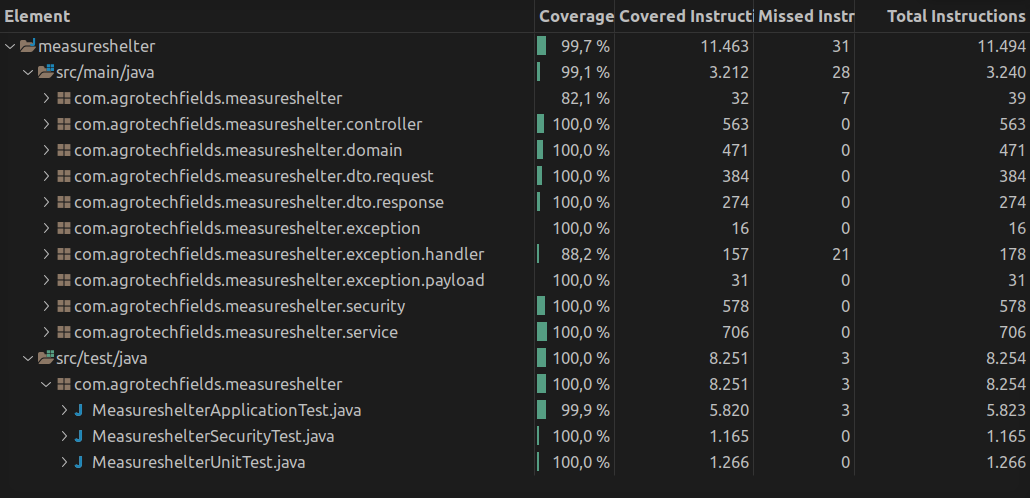 Element Coverage Covered Instructi Missed Instr Total Instructions
measureshelter 99,7 % 11.463 31 11.494
src/main/java 99,1 % 3.212 28 3.240
com.agrotechfields.measureshelter 82,1 % 32 7 39
com.agrotechfields.measureshelter.controller 100,0 % 563 0 563
com.agrotechfields.measureshelter.domain 100,0 % 471 0 471
com.agrotechfields.measureshelter.dto.request 100,0 % 384 0 384
com.agrotechfields.measureshelter.dto.response 100,0 % 274 0 274
com.agrotechfields.measureshelter.exception 100,0 % 16 0 16
com.agrotechfields.measureshelter.exception.handler 88,2 % 157 21 178
com.agrotechfields.measureshelter.exception.payload 100,0 % 31 0 31
com.agrotechfields.measureshelter.security 100,0 % 578 0 578
com.agrotechfields.measureshelter.service 100,0 % 706 0 706
src/test/java 100,0 % 8.251 3 8.254
com.agrotechfields.measureshelter 100,0 % 8.251 3 8.254
MeasureshelterApplicationTest.java 99,9 % 5.820 3 5.823
MeasureshelterSecurityTest.java 100,0 % 1.165 0 1.165
MeasureshelterUnitTest.java 100,0 % 1.266 0 1.266